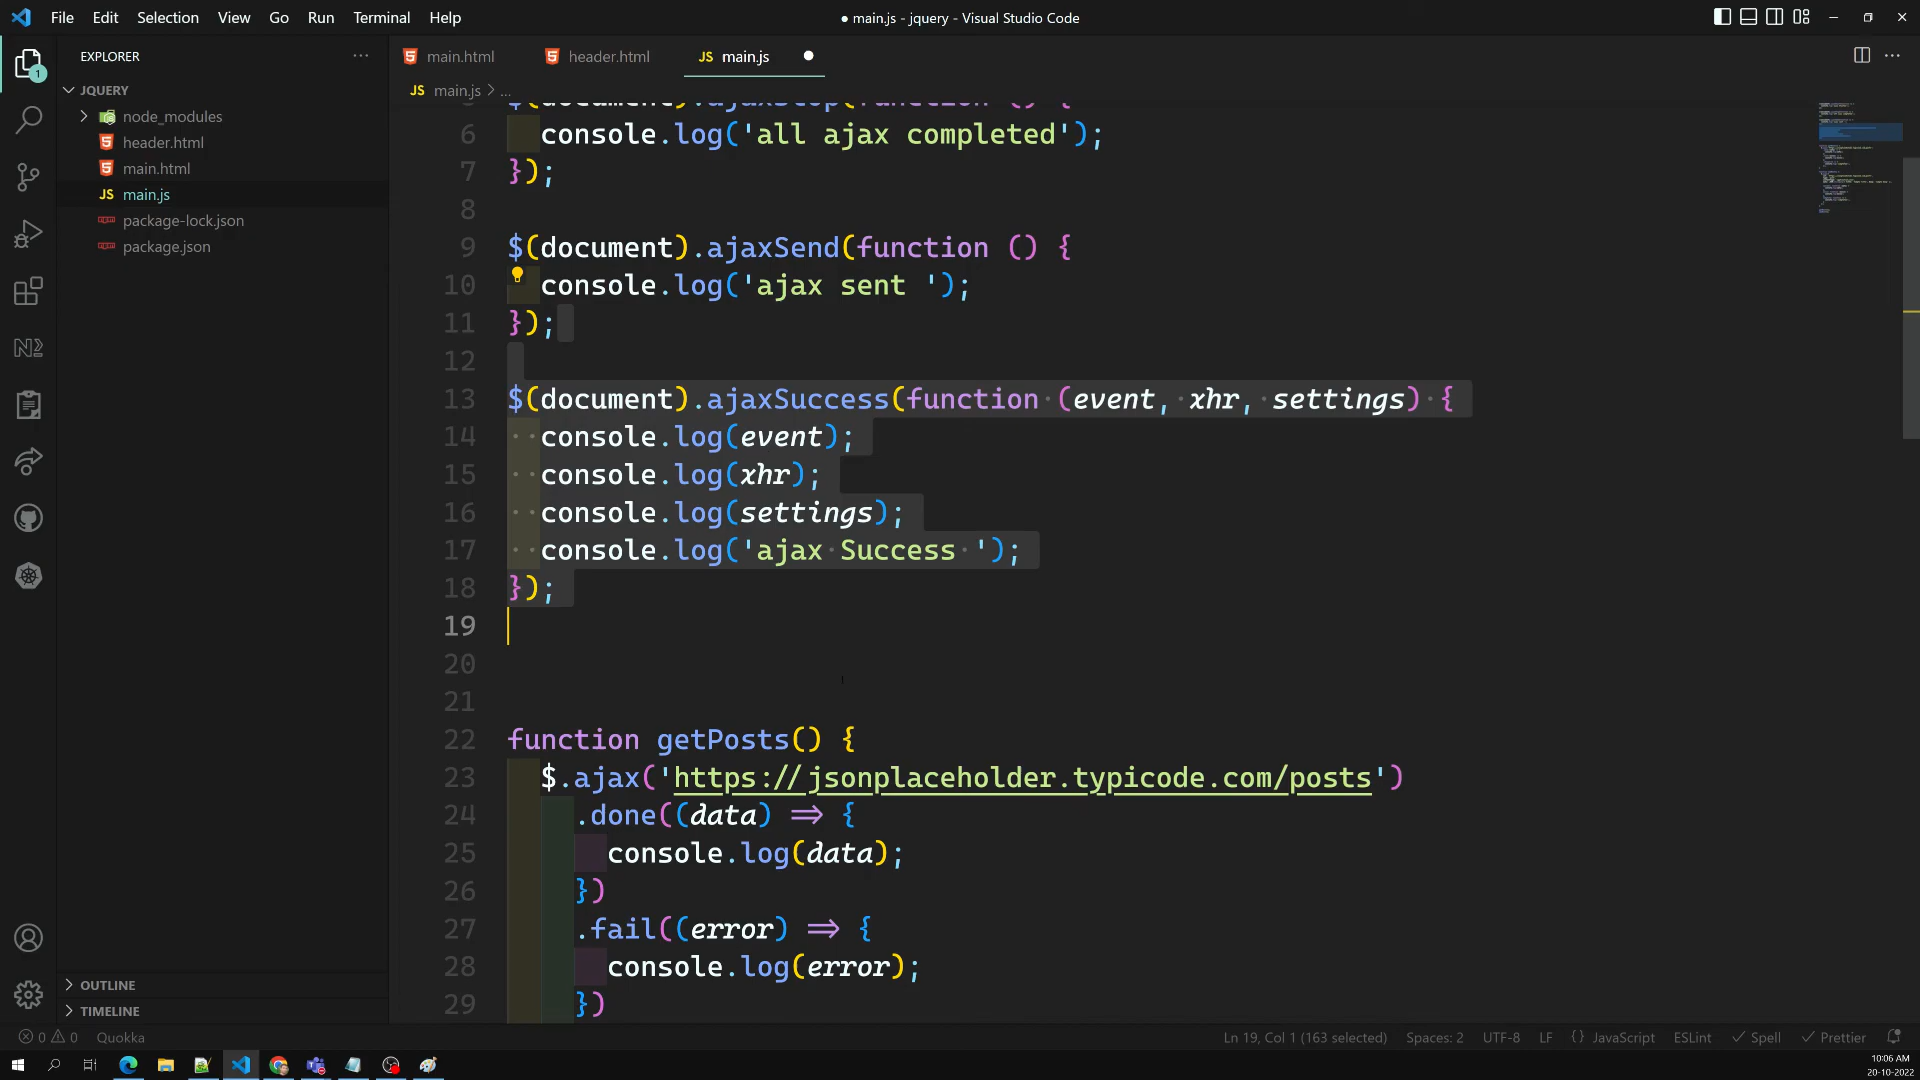 File Edit Selection View Go Run Terminal Help
● main.js - jquery - Visual Studio Code
EXPLORER
main.html
header.html
JS main.js
JS main.js > ...
JQUERY
node_modules
header.html
main.html
JS main.js
package-lock.json
package.json
OUTLINE
TIMELINE
1
$(document).ajaxStop(function () {
6 console.log('all ajax completed');
7 });
8
9 $(document).ajaxSend(function () {
10 console.log('ajax sent ');
11 });
12
13 $(document).ajaxSuccess(function (event, xhr, settings) {
14 console.log(event);
15 console.log(xhr);
16 console.log(settings);
17 console.log('ajax Success ');
18 });
19
20
21
22 function getPosts() {
23 $.ajax('https://jsonplaceholder.typicode.com/posts')
24 .done((data) => {
25 console.log(data);
26 })
27 .fail((error) => {
28 console.log(error);
29 })
0 0 Quokka
Ln 19, Col 1 (163 selected) Spaces: 2 UTF-8 LF {} JavaScript ESLint Spell Prettier
10:06 AM
20-10-2022